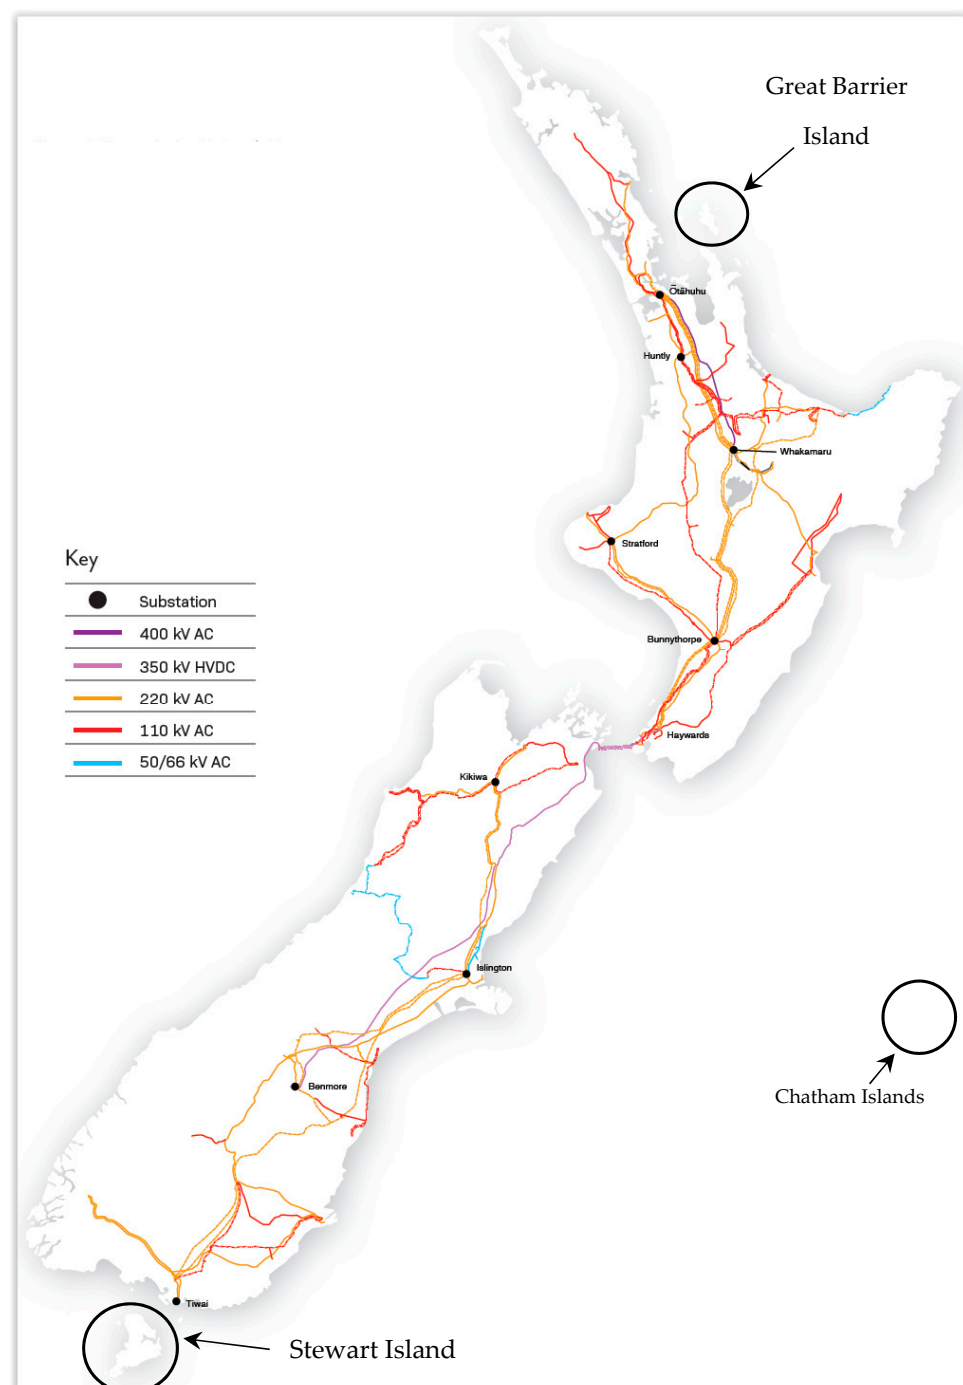 Great Barrier
Island
Ōtāhuhu
Huntly
Whakamaru
Stratford
Key
Substation
400 kV AC
350 kV HVDC
220 kV AC
110 kV AC
50/66 kV AC
Bunnythorpe
Haywards
Kikiwa
Islington
Benmore
Chatham Islands
Tiwai
Stewart Island